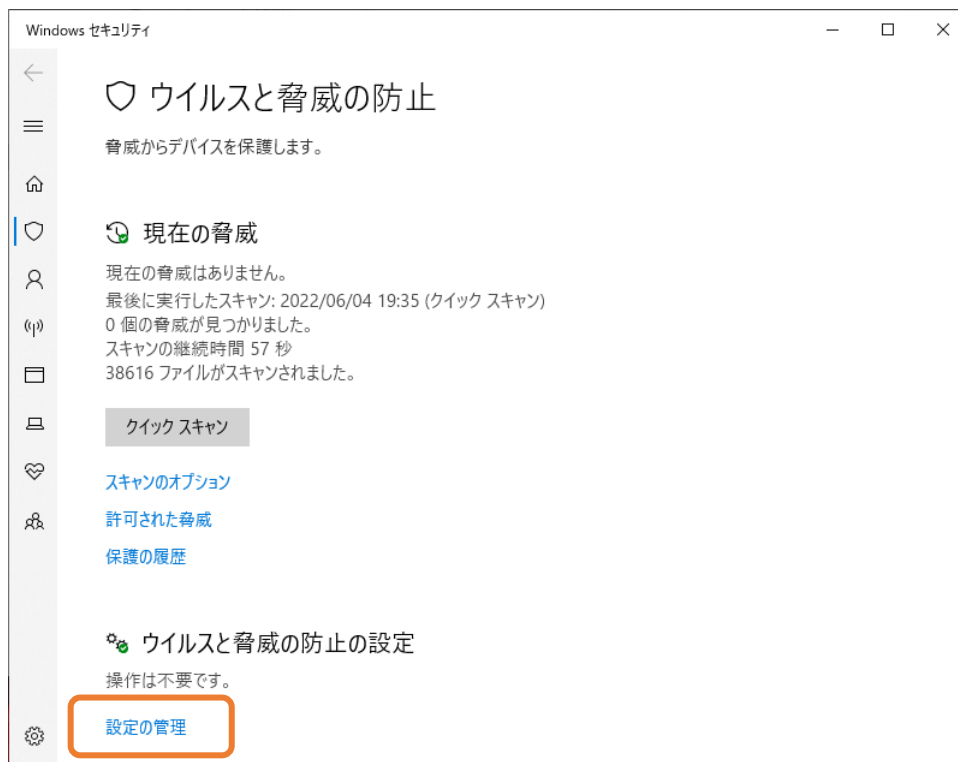 Windows セキュリティ
ウイルスと脅威の防止
脅威からデバイスを保護します。
現在の脅威
現在の脅威はありません。
最後に実行したスキャン: 2022/06/04 19:35 (クイック スキャン)
0 個の脅威が見つかりました。
スキャンの継続時間 57 秒
38616 ファイルがスキャンされました。
クイック スキャン
スキャンのオプション
許可された脅威
保護の履歴
ウイルスと脅威の防止の設定
操作は不要です。
設定の管理